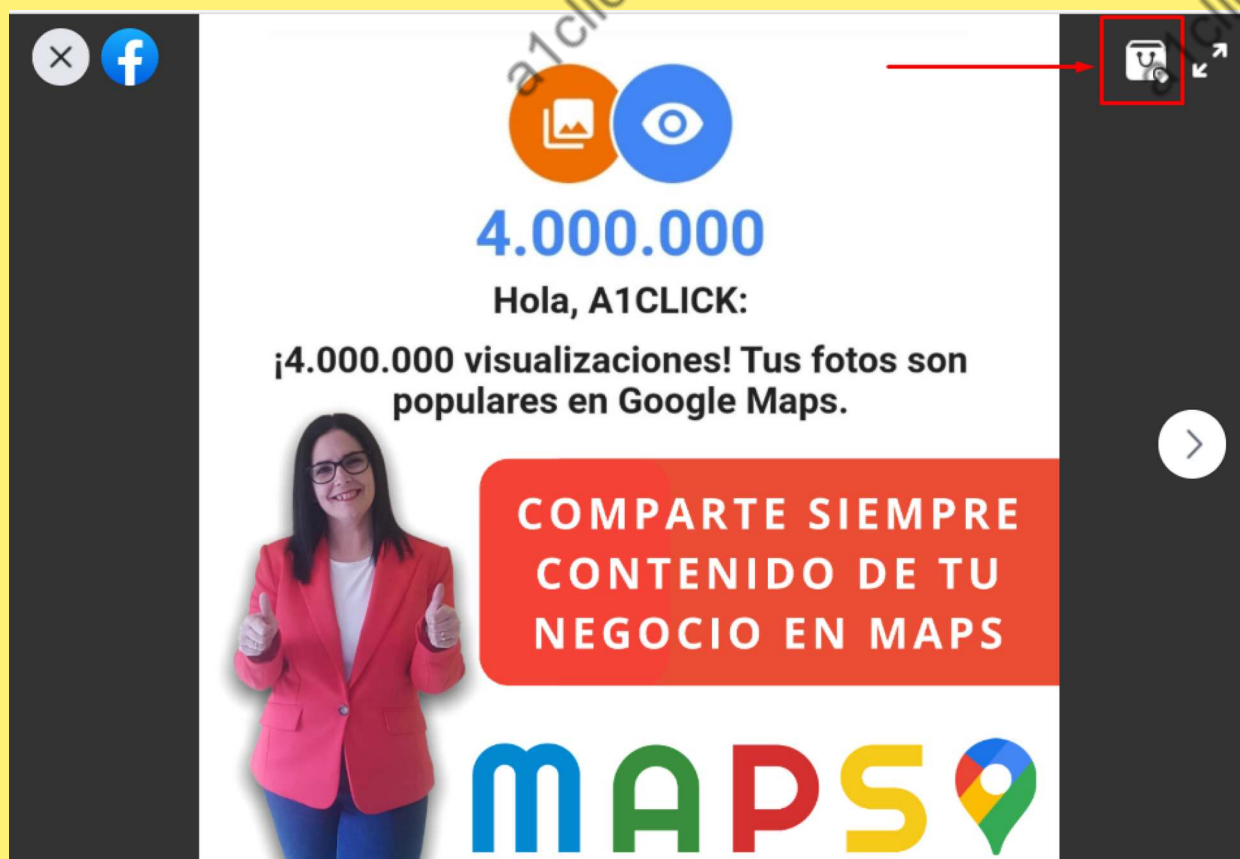 4.000.000
Hola, A1CLICK:
¡4.000.000 visualizaciones! Tus fotos son
populares en Google Maps.
COMPARTE SIEMPRE
CONTENIDO DE TU
NEGOCIO EN MAPS
MAPS